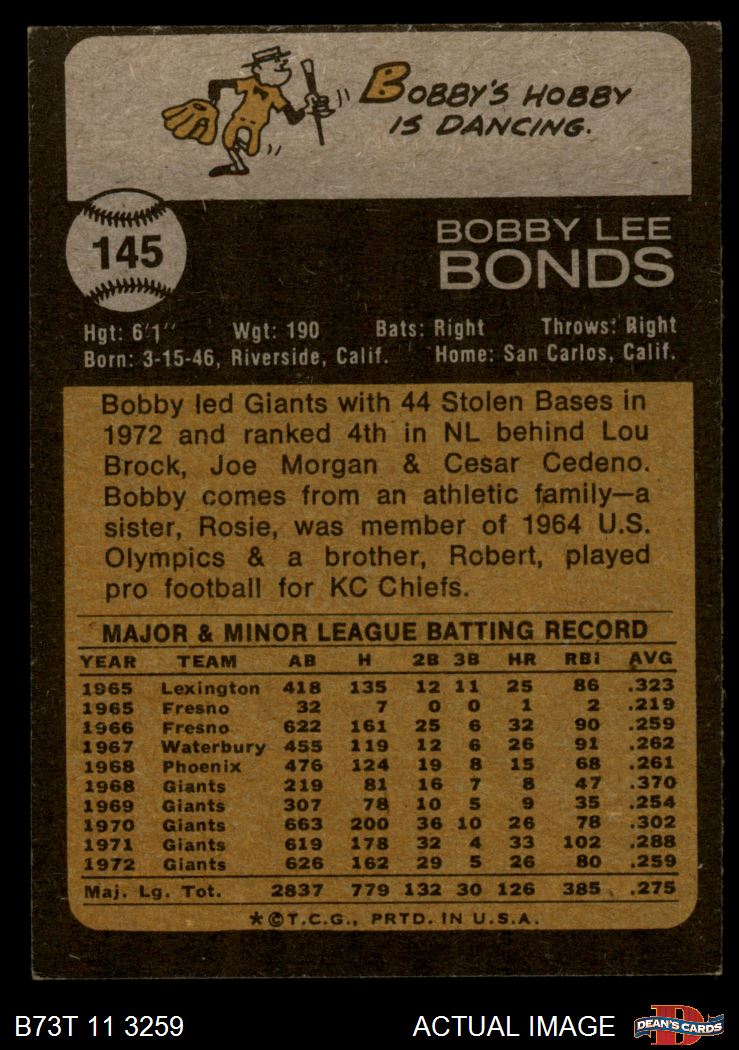 BOBBY'S HOBBY
IS DANCING.
145
BOBBY LEE
BONDS
Hgt: 6'1" Wgt: 190 Bats: Right Throws: Right
Born: 3-15-46, Riverside, Calif. Home: San Carlos, Calif.
Bobby led Giants with 44 Stolen Bases in
1972 and ranked 4th in NL behind Lou
Brock, Joe Morgan & Cesar Cedeno.
Bobby comes from an athletic family—a
sister, Rosie, was member of 1964 U.S.
Olympics & a brother, Robert, played
pro football for KC Chiefs.
MAJOR & MINOR LEAGUE BATTING RECORD
YEAR TEAM AB H 2B 3B HR RBI AVG
1965 Lexington 418 135 12 11 25 86 .323
1965 Fresno 32 7 0 0 1 2 .219
1966 Fresno 622 161 25 6 32 90 .259
1967 Waterbury 455 119 12 6 26 91 .262
1968 Phoenix 476 124 19 8 15 68 .261
1968 Giants 219 81 16 7 8 47 .370
1969 Giants 307 78 10 5 9 35 .254
1970 Giants 663 200 36 10 26 78 .302
1971 Giants 619 178 32 4 33 102 .288
1972 Giants 626 162 29 5 26 80 .259
Maj. Lg. Tot. 2837 779 132 30 126 385 .275
*©T.C.G., PRTD. IN U.S.A.
B73T 11 3259 ACTUAL IMAGE D DEAN'S CARDS